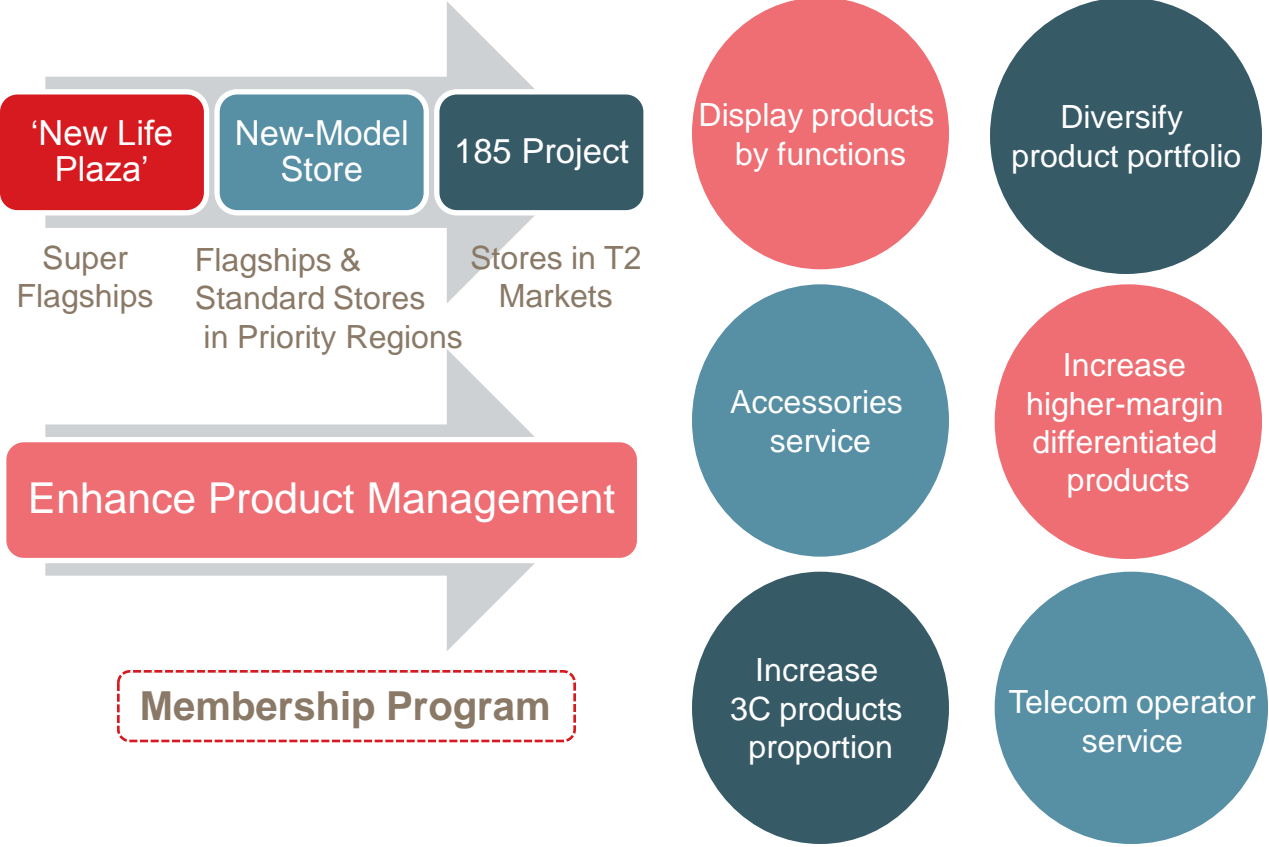 ‘New Life
Plaza’
New-Model
Store
185 Project
Super
Flagships
Flagships &
Standard Stores
in Priority Regions
Stores in T2
Markets
Enhance Product Management
Membership Program
Display products
by functions
Diversify
product portfolio
Accessories
service
Increase
higher-margin
differentiated
products
Increase
3C products
proportion
Telecom operator
service